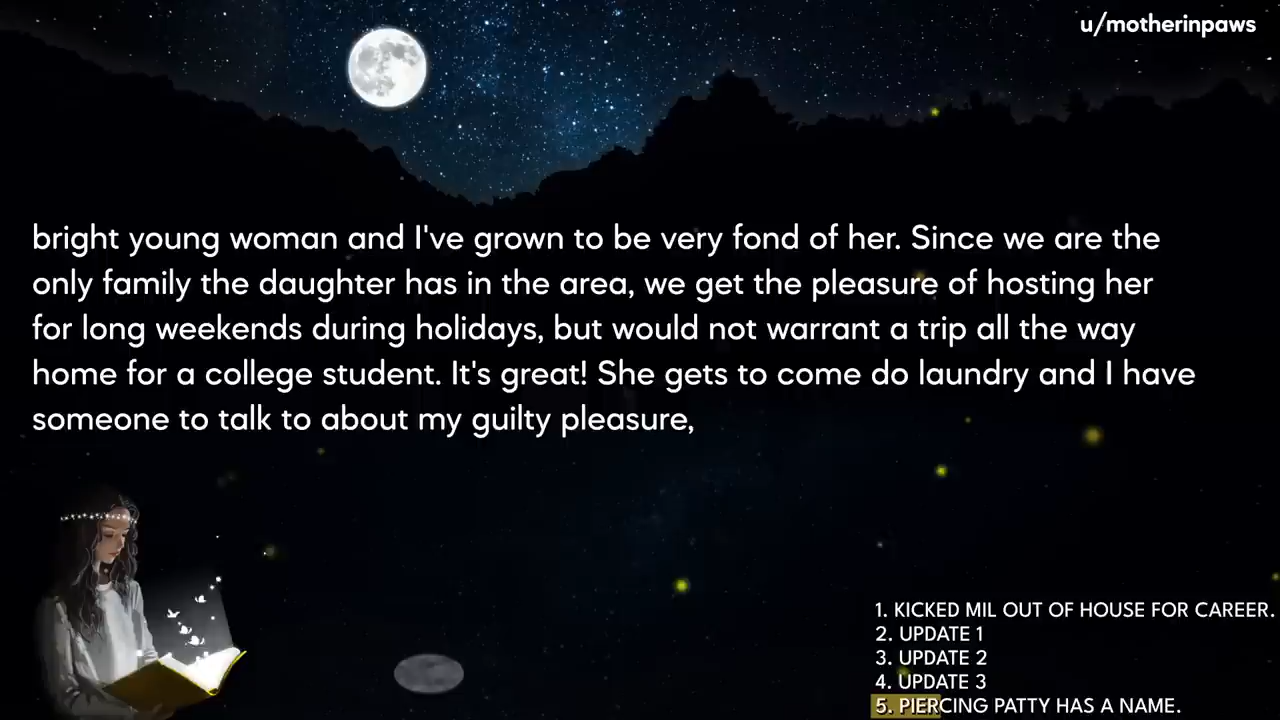 u/motherinpaws
bright young woman and I've grown to be very fond of her. Since we are the
only family the daughter has in the area, we get the pleasure of hosting her
for long weekends during holidays, but would not warrant a trip all the way
home for a college student. It's great! She gets to come do laundry and I have
someone to talk to about my guilty pleasure,
1. KICKED MIL OUT OF HOUSE FOR CAREER.
2. UPDATE 1
3. UPDATE 2
4. UPDATE 3
5. PIERCING PATTY HAS A NAME.